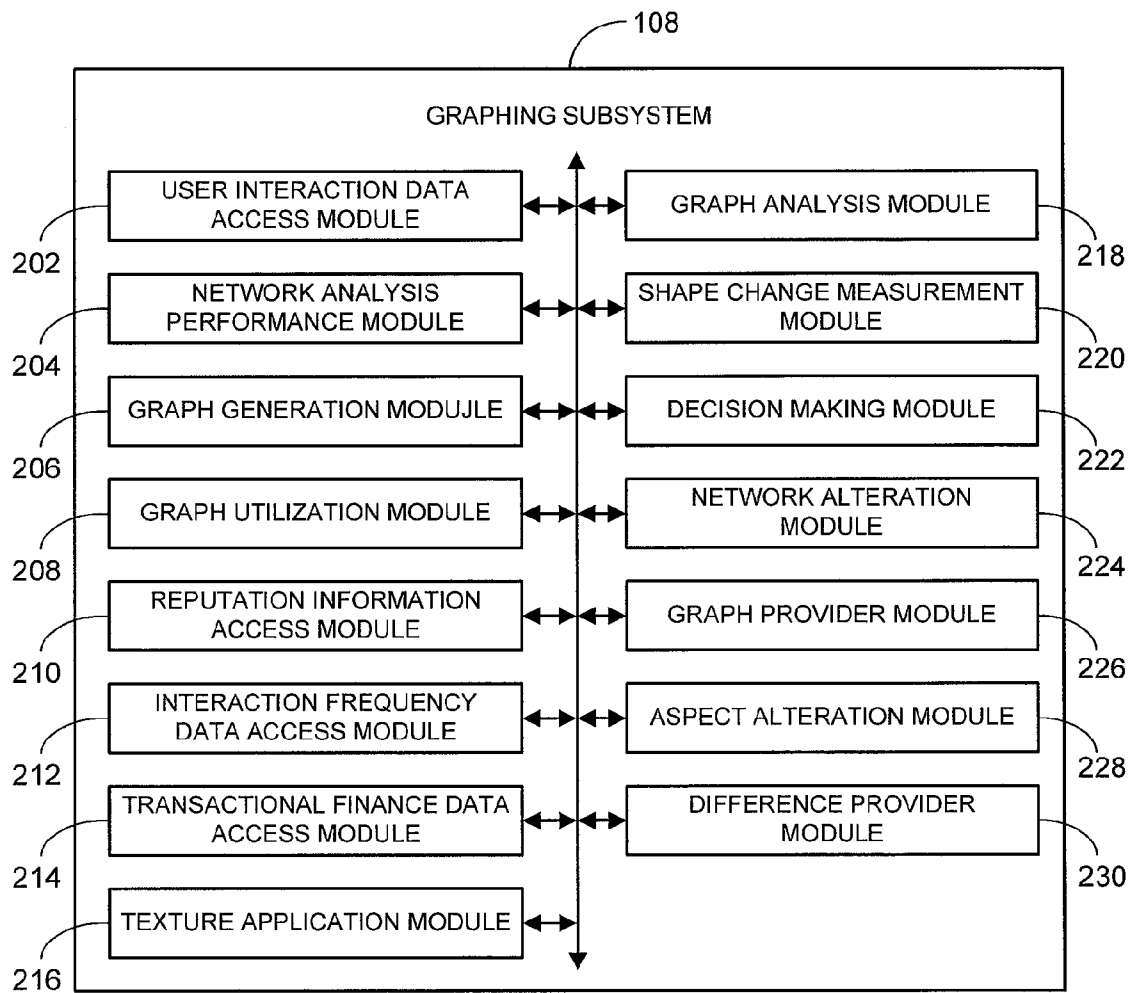 108
GRAPHING SUBSYSTEM
USER INTERACTION DATA
ACCESS MODULE
202
NETWORK ANALYSIS
PERFORMANCE MODULE
204
GRAPH GENERATION MODUJLE
206
GRAPH UTILIZATION MODULE
208
REPUTATION INFORMATION
ACCESS MODULE
210
INTERACTION FREQUENCY
DATA ACCESS MODULE
212
TRANSACTIONAL FINANCE DATA
ACCESS MODULE
214
TEXTURE APPLICATION MODULE
216
GRAPH ANALYSIS MODULE
218
SHAPE CHANGE MEASUREMENT
MODULE
220
DECISION MAKING MODULE
222
NETWORK ALTERATION
MODULE
224
GRAPH PROVIDER MODULE
226
ASPECT ALTERATION MODULE
228
DIFFERENCE PROVIDER
MODULE
230